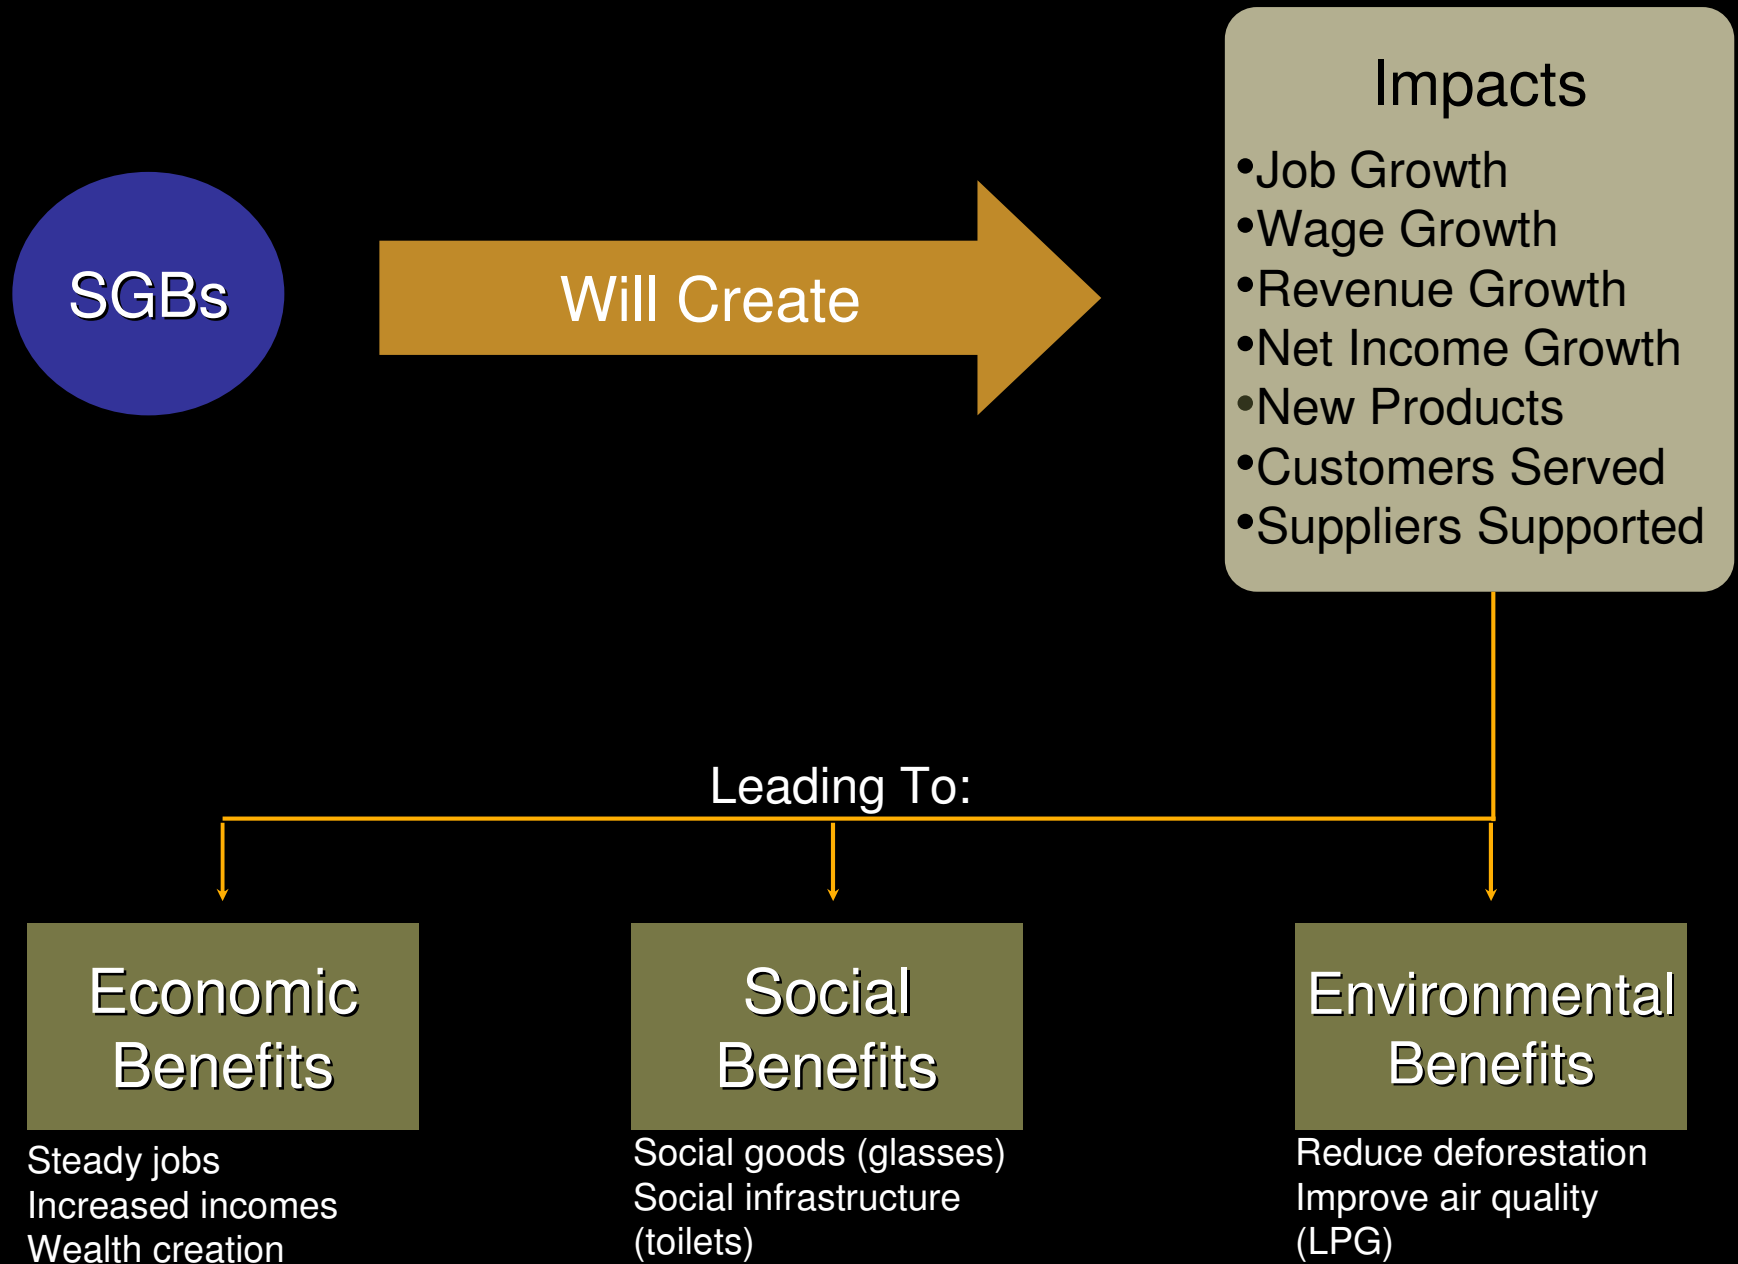 SGBs
Will Create
Impacts
•Job Growth
•Wage Growth
•Revenue Growth
•Net Income Growth
•New Products
•Customers Served
•Suppliers Supported
Leading To:
Economic
Benefits
Steady jobs
Increased incomes
Wealth creation
Social
Benefits
Social goods (glasses)
Social infrastructure
(toilets)
Environmental
Benefits
Reduce deforestation
Improve air quality
(LPG)